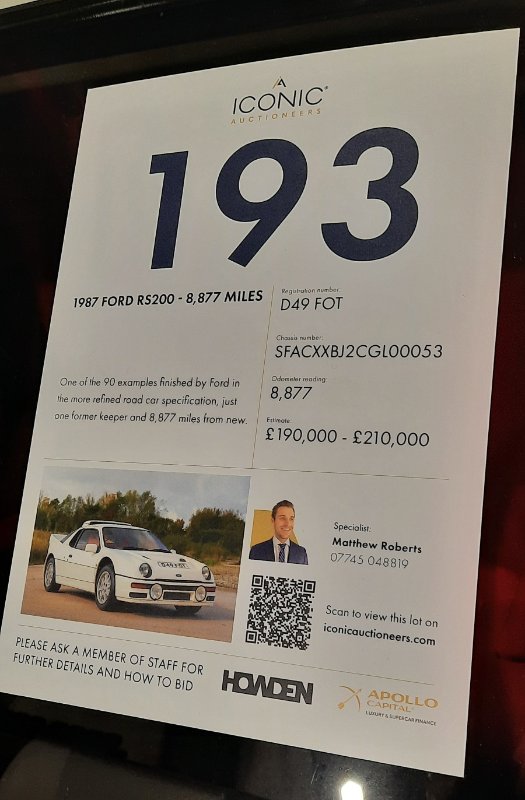 ICONIC
AUCTIONEERS
193
1987 FORD RS200 - 8,877 MILES
One of the 90 examples finished by Ford in
the more refined road car specification, just
one former keeper and 8,877 miles from new.
Registration number:
D49 FOT
Chassis number:
SFACXXBJ2CGL00053
Odometer reading:
8,877
Estimate:
£190,000 - £210,000
D49 FOT
Specialist:
Matthew Roberts
07745 048819
Scan to view this lot on
iconicauctioneers.com
PLEASE ASK A MEMBER OF STAFF FOR
FURTHER DETAILS AND HOW TO BID
HOWDEN
APOLLO
CAPITAL
LUXURY & SUPERCAR FINANCE